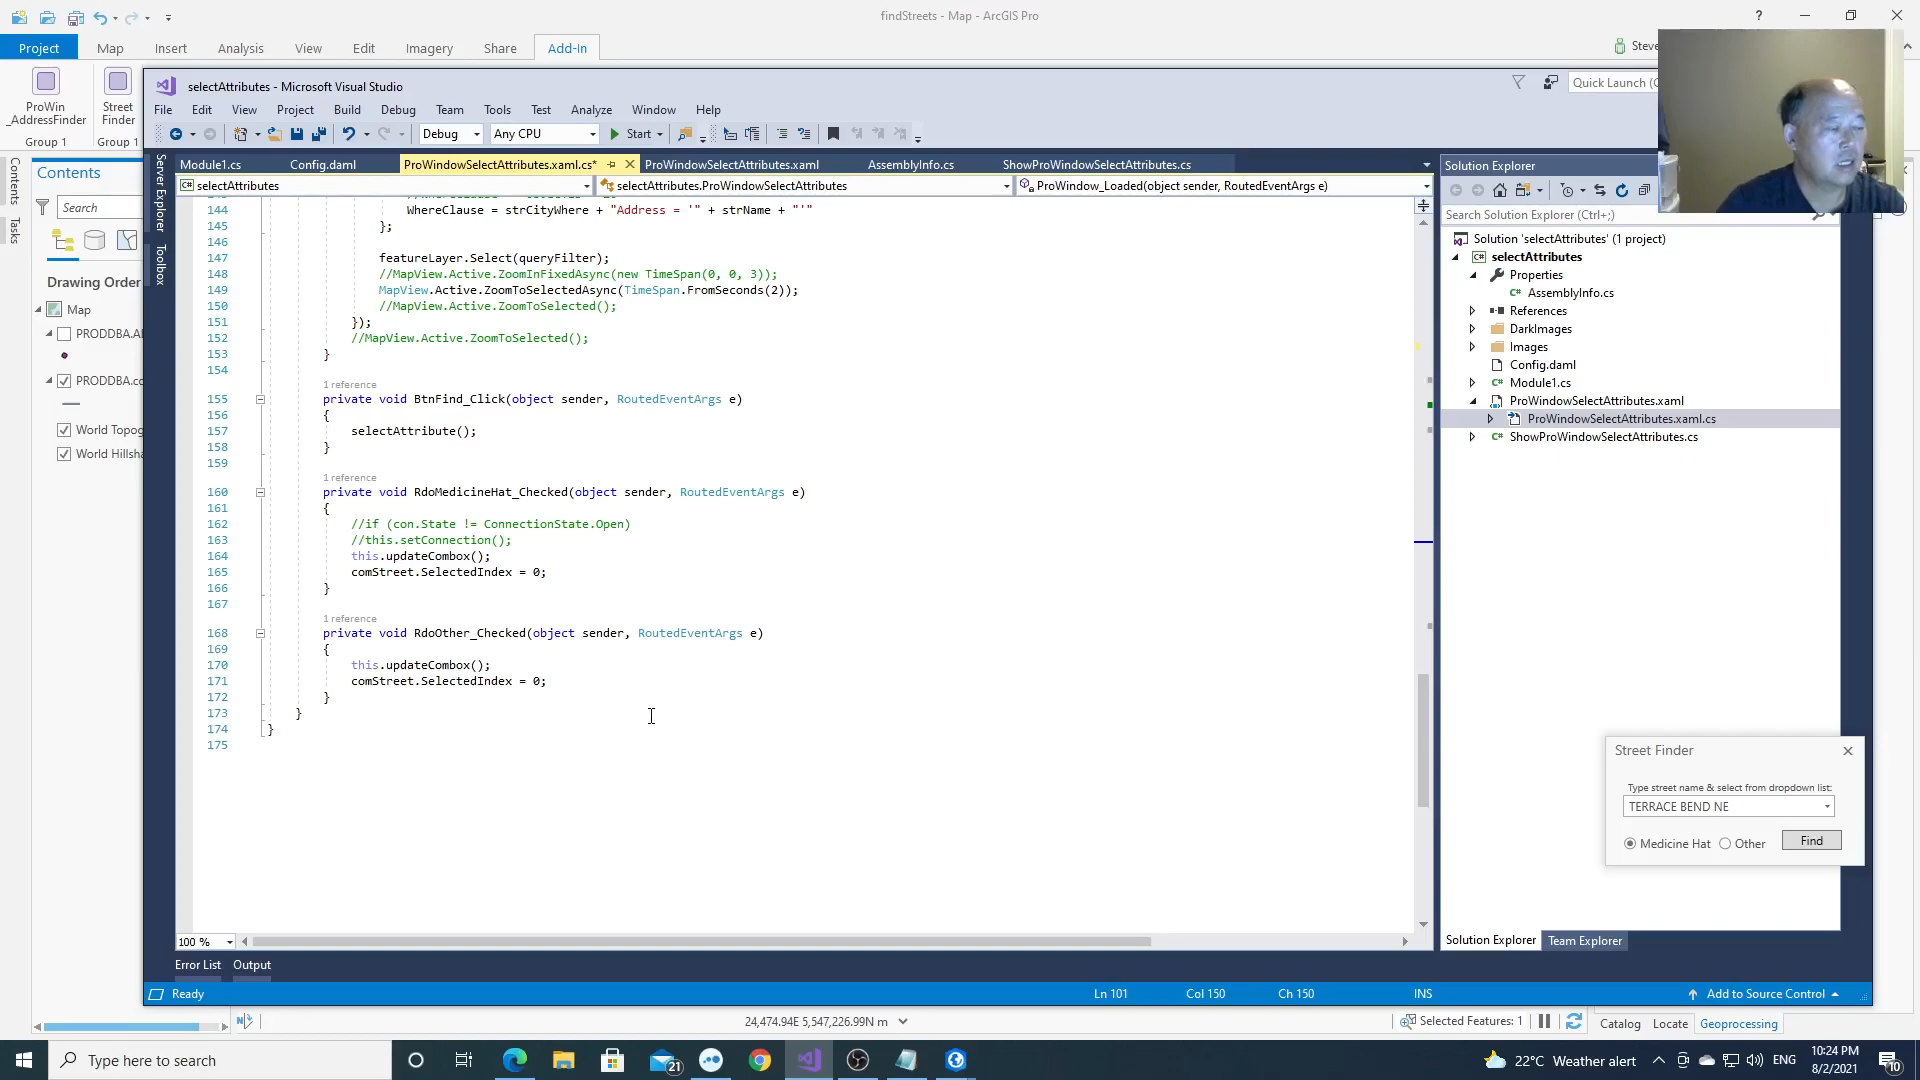 findStreets - Map - ArcGIS Pro
?
Project Map Insert Analysis View Edit Imagery Share Add-In
Steve
ProWin
_AddressFinder
Group 1
Street
Finder
Group 1
Contents
Tasks
Contents
Search
Drawing Order
Map
PRODDBA.A
PRODDBA.co
World Topog
World Hillsha
selectAttributes - Microsoft Visual Studio
Quick Launch (C
File Edit View Project Build Debug Team Tools Test Analyze Window Help
Debug Any CPU Start
Server Explorer
Toolbox
Module1.cs Config.daml ProWindowSelectAttributes.xaml.cs* ProWindowSelectAttributes.xaml AssemblyInfo.cs ShowProWindowSelectAttributes.cs
selectAttributes selectAttributes.ProWindowSelectAttributes ProWindow_Loaded(object sender, RoutedEventArgs e)
144 WhereClause = strCityWhere + "Address = '" + strName + "'"
145 };
146
147 featureLayer.Select(queryFilter);
148 //MapView.Active.ZoomInFixedAsync(new TimeSpan(0, 0, 3));
149 MapView.Active.ZoomToSelectedAsync(TimeSpan.FromSeconds(2));
150 //MapView.Active.ZoomToSelected();
151 });
152 //MapView.Active.ZoomToSelected();
153 }
154
1 reference
155 private void BtnFind_Click(object sender, RoutedEventArgs e)
156 {
157 selectAttribute();
158 }
159
1 reference
160 private void RdoMedicineHat_Checked(object sender, RoutedEventArgs e)
161 {
162 //if (con.State != ConnectionState.Open)
163 //this.setConnection();
164 this.updateCombox();
165 comStreet.SelectedIndex = 0;
166 }
167
1 reference
168 private void RdoOther_Checked(object sender, RoutedEventArgs e)
169 {
170 this.updateCombox();
171 comStreet.SelectedIndex = 0;
172 }
173 }
174 }
175
100 %
Error List Output
Ready Ln 101 Col 150 Ch 150 INS Add to Source Control
Solution Explorer
Search Solution Explorer (Ctrl+;)
Solution 'selectAttributes' (1 project)
selectAttributes
Properties
AssemblyInfo.cs
References
DarkImages
Images
Config.daml
Module1.cs
ProWindowSelectAttributes.xaml
ProWindowSelectAttributes.xaml.cs
ShowProWindowSelectAttributes.cs
Solution Explorer Team Explorer
Street Finder
Type street name & select from dropdown list:
TERRACE BEND NE
Medicine Hat Other Find
24,474.94E 5,547,226.99N m
Selected Features: 1
Catalog Locate Geoprocessing
Type here to search
21
22°C Weather alert
ENG
10:24 PM
8/2/2021
10